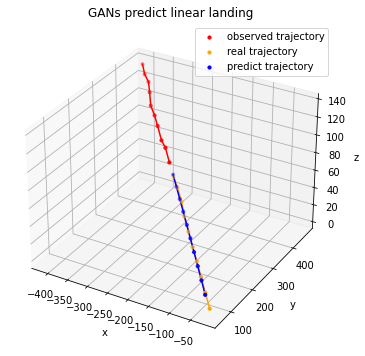 GANs predict linear landing
observed trajectory
real trajectory
predict trajectory
140
120
100
80
60
40
20
0
z
−400
−350
−300
−250
−200
−150
−100
−50
x
100
200
300
400
y